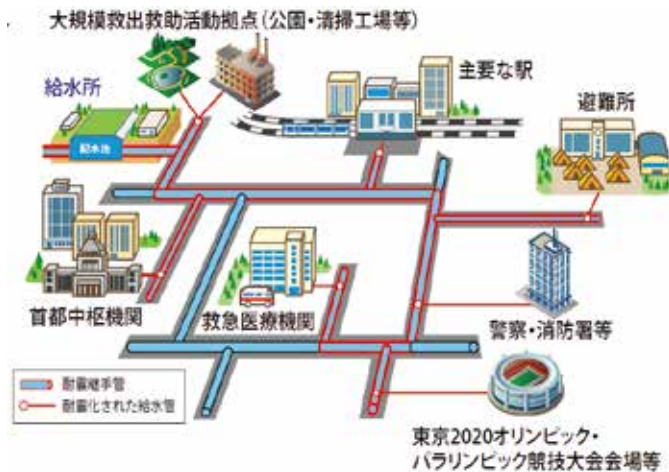 大規模救出救助活動拠点（公園・清掃工場等）
給水所
主要な駅
避難所
配水池
首都中枢機関
救急医療機関
警察・消防署等
耐震継手管
耐震化された給水管
東京2020オリンピック・
パラリンピック競技大会会場等